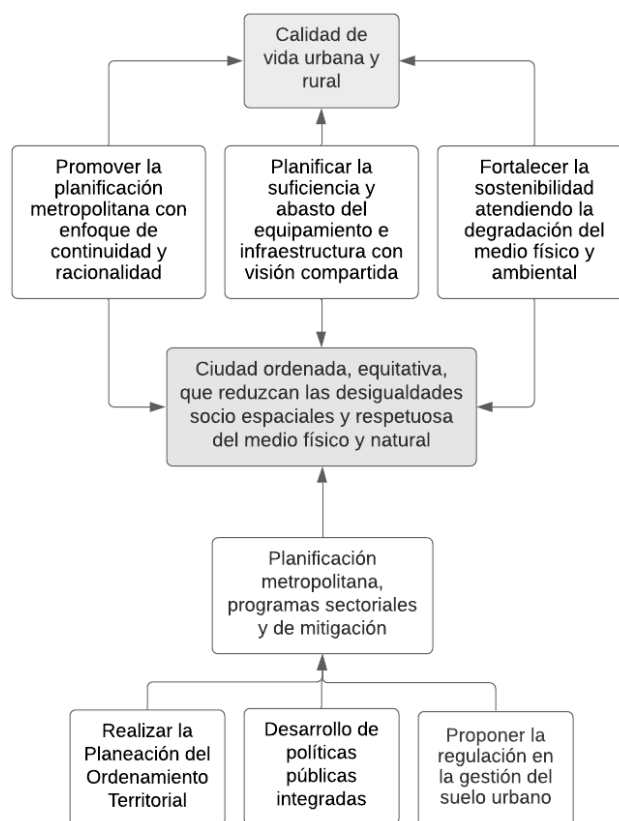 Calidad de
vida urbana y
rural
Promover la
planificación
metropolitana con
enfoque de
continuidad y
racionalidad
Planificar la
suficiencia y
abasto del
equipamiento e
infraestructura con
visión compartida
Fortalecer la
sostenibilidad
atendiendo la
degradación del
medio físico y
ambiental
Ciudad ordenada, equitativa,
que reduzcan las desigualdades
socio espaciales y respetuosa
del medio físico y natural
Planificación
metropolitana,
programas sectoriales
y de mitigación
Realizar la
Planeación del
Ordenamiento
Territorial
Desarrollo de
políticas
públicas
integradas
Proponer la
regulación en
la gestión del
suelo urbano